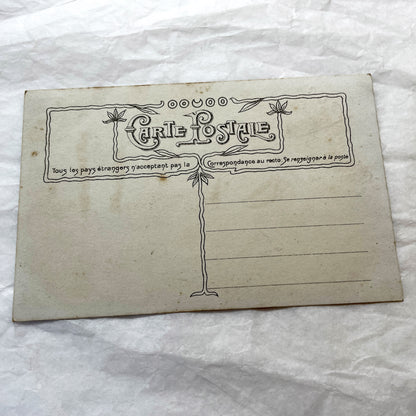 CARTE POSTALE
Tous les pays étrangers n'acceptant pas la Correspondance au recto Se renseigner à la poste